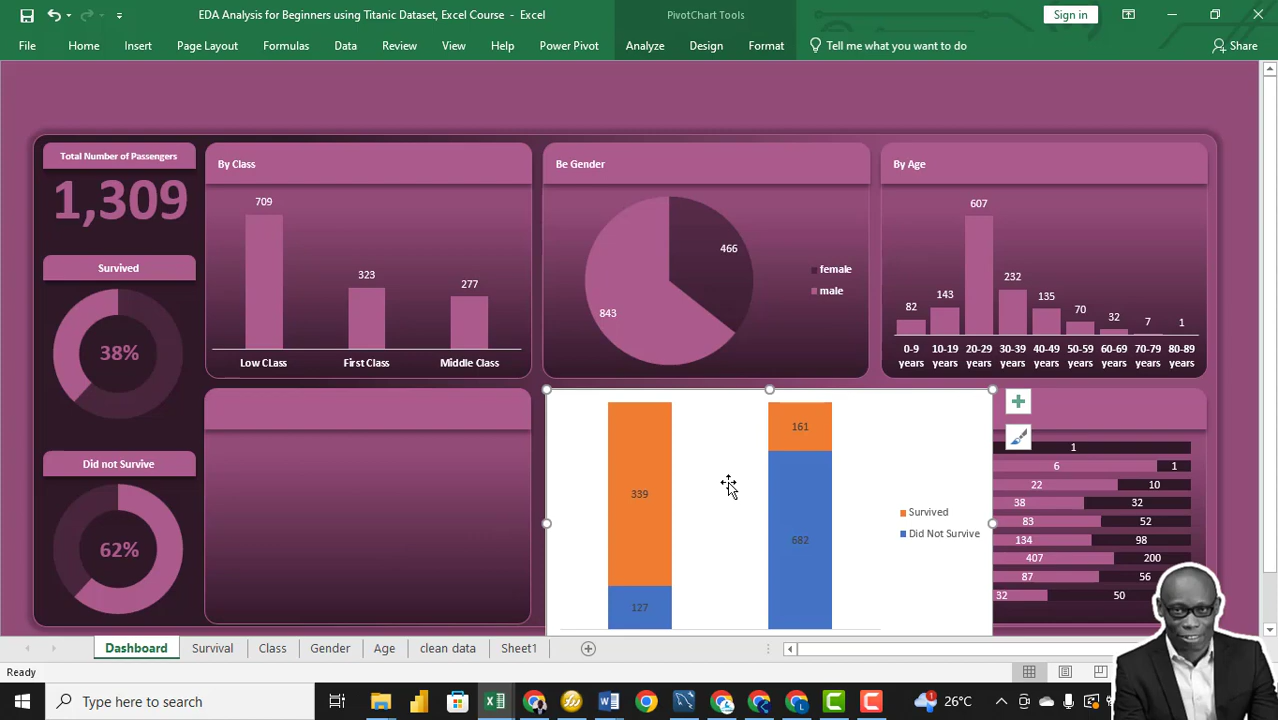 EDA Analysis for Beginners using Titanic Dataset, Excel Course - Excel
PivotChart Tools
Sign in
File Home Insert Page Layout Formulas Data Review View Help Power Pivot Analyze Design Format Tell me what you want to do Share
Total Number of Passengers
1,309
Survived
38%
Did not Survive
62%
By Class
709
323
277
Low Class First Class Middle Class
Be Gender
466
843
female
male
By Age
607
232
143
135
82
70
32
7
1
0-9 10-19 20-29 30-39 40-49 50-59 60-69 70-79 80-89
years years years years years years years years years
339
127
161
682
Survived
Did Not Survive
1
6 1
22 10
38 32
83 52
134 98
407 200
87 56
32 50
Dashboard Survival Class Gender Age clean data Sheet1
Ready
Type here to search
1
26°C